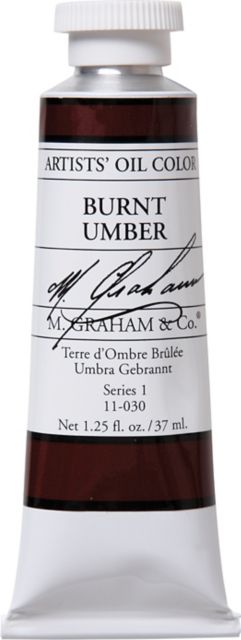 ARTISTS' OIL COLOR
BURNT
UMBER
M. Graham
M. GRAHAM & Co.®
Terre d'Ombre Brûlée
Umbra Gebrannt
Series 1
11-030
Net 1.25 fl. oz./37 ml.